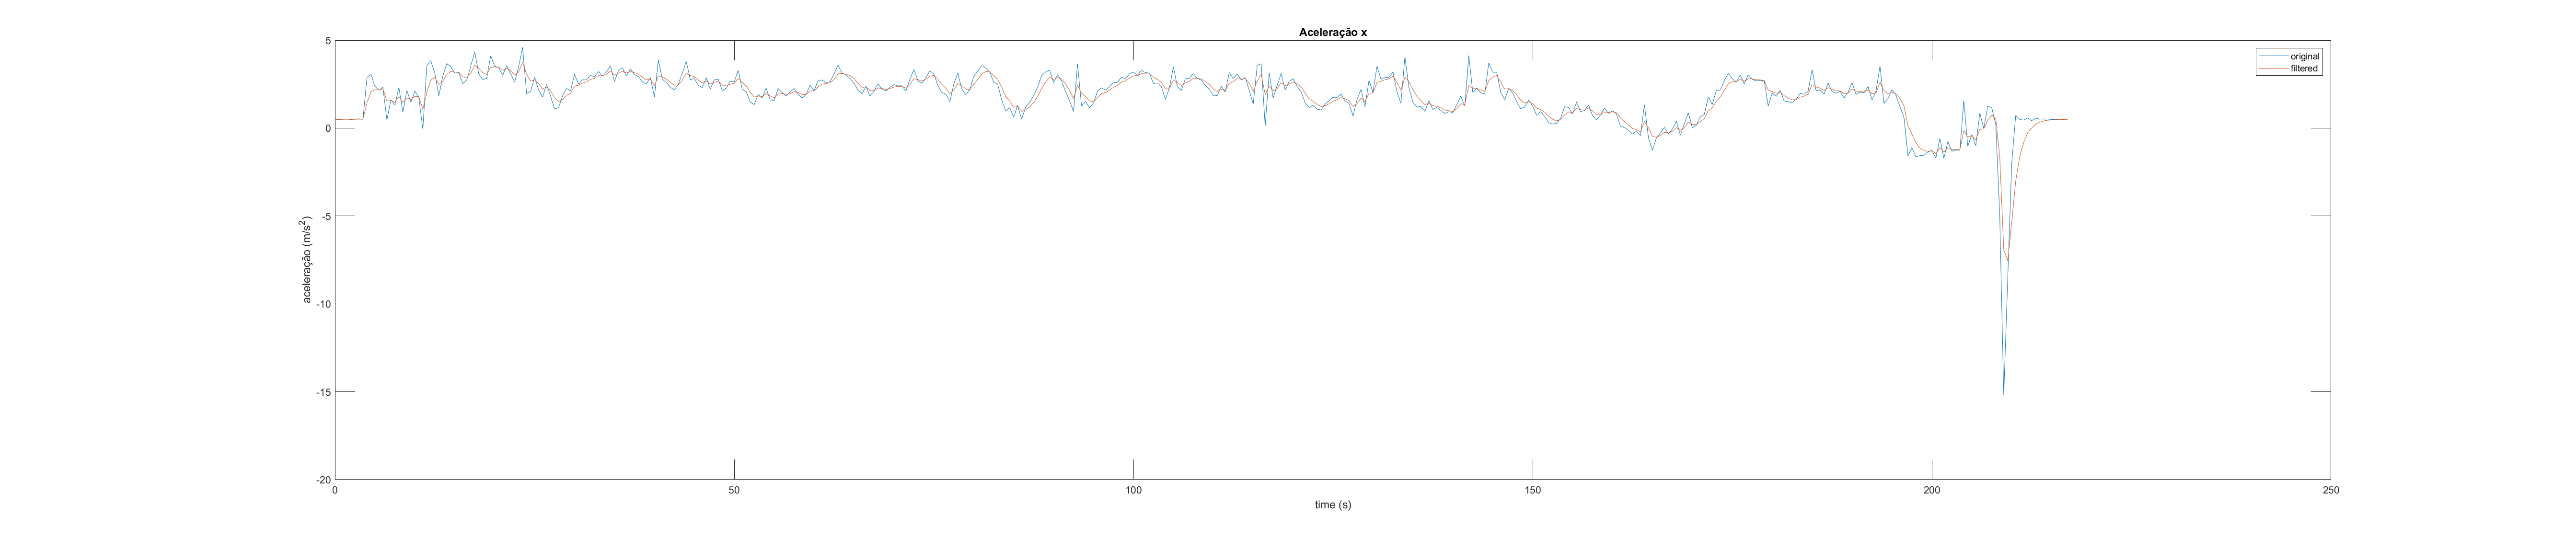 Aceleração x
original
filtered
5
0
-5
-10
-15
-20
aceleração (m/s²)
0 50 100 150 200 250
time (s)